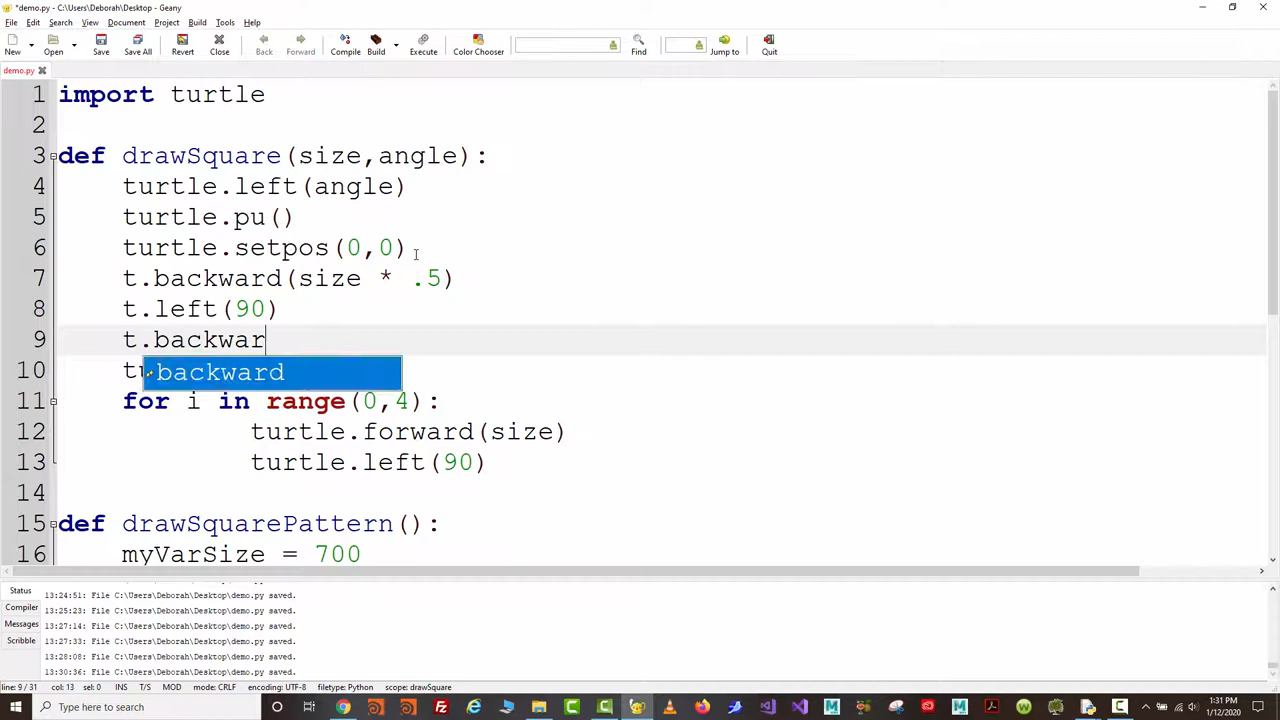 *demo.py - C:\Users\Deborah\Desktop - Geany
File Edit Search View Document Project Build Tools Help
New Open Save Save All Revert Close Back Forward Compile Build Execute Color Chooser Find Jump to Quit
demo.py
1 import turtle
2
3 def drawSquare(size,angle):
4 turtle.left(angle)
5 turtle.pu()
6 turtle.setpos(0,0)
7 t.backward(size * .5)
8 t.left(90)
9 t.backwar
backward
10 tu
11 for i in range(0,4):
12 turtle.forward(size)
13 turtle.left(90)
14
15 def drawSquarePattern():
16 myVarSize = 700
Status
Compiler
Messages
Scribble
13:24:51: File C:\Users\Deborah\Desktop\demo.py saved.
13:25:23: File C:\Users\Deborah\Desktop\demo.py saved.
13:27:14: File C:\Users\Deborah\Desktop\demo.py saved.
13:27:33: File C:\Users\Deborah\Desktop\demo.py saved.
13:28:08: File C:\Users\Deborah\Desktop\demo.py saved.
13:30:36: File C:\Users\Deborah\Desktop\demo.py saved.
line: 9 / 31 col: 13 sel: 0 INS T/S MOD mode: CRLF encoding: UTF-8 filetype: Python scope: drawSquare
Type here to search
1:31 PM
1/12/2020